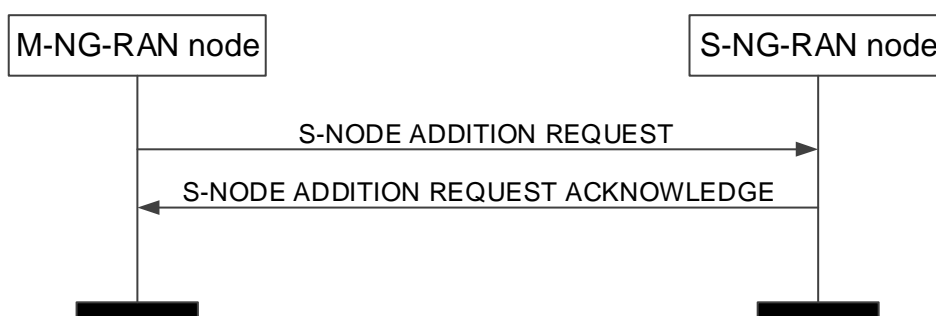 M-NG-RAN node
S-NG-RAN node
S-NODE ADDITION REQUEST
S-NODE ADDITION REQUEST ACKNOWLEDGE